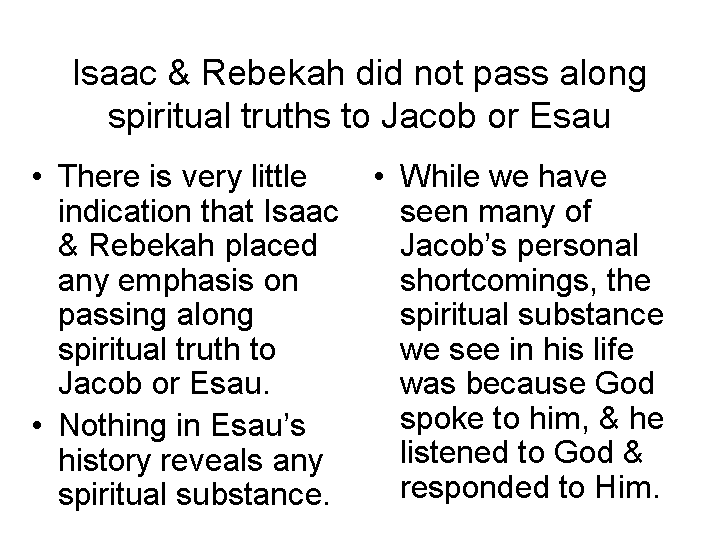 Isaac & Rebekah did not pass along
spiritual truths to Jacob or Esau
• There is very little
indication that Isaac
& Rebekah placed
any emphasis on
passing along
spiritual truth to
Jacob or Esau.
• Nothing in Esau’s
history reveals any
spiritual substance.
• While we have
seen many of
Jacob’s personal
shortcomings, the
spiritual substance
we see in his life
was because God
spoke to him, & he
listened to God &
responded to Him.